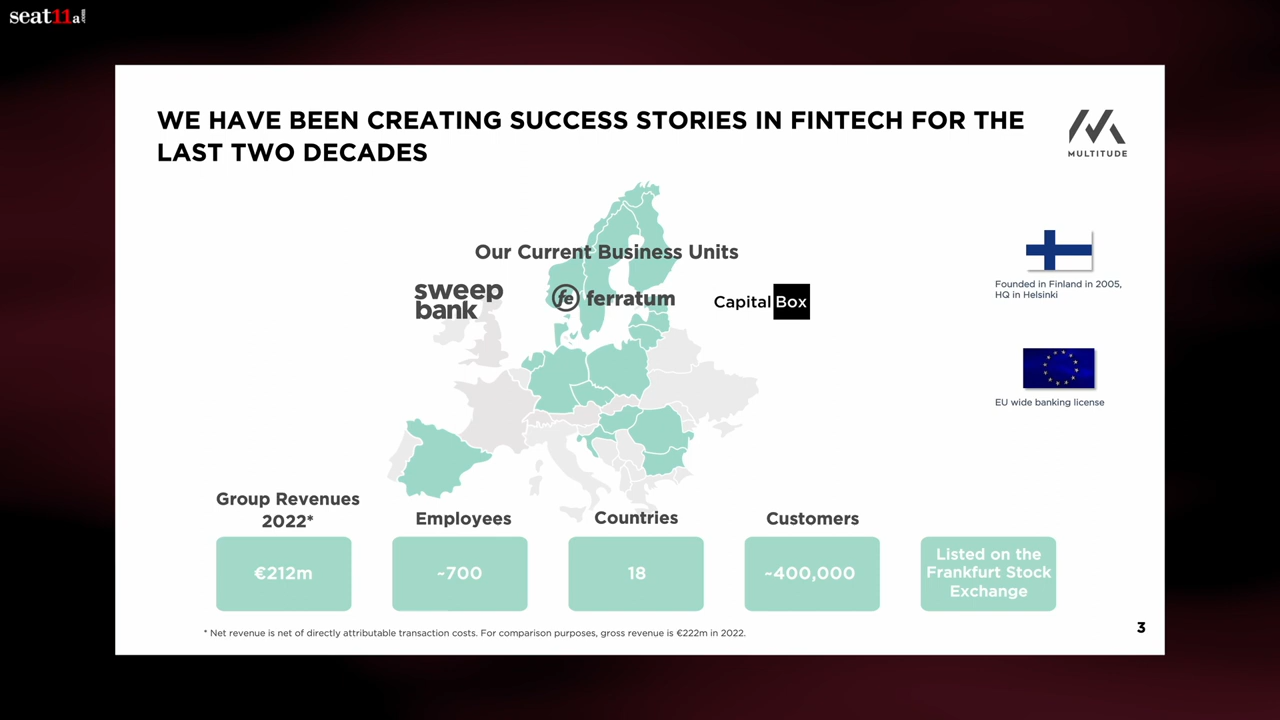 seat11a.com
WE HAVE BEEN CREATING SUCCESS STORIES IN FINTECH FOR THE
LAST TWO DECADES
MULTITUDE
Our Current Business Units
sweep
bank
fe ferratum
Capital Box
Founded in Finland in 2005,
HQ in Helsinki
EU wide banking license
Group Revenues
2022*
€212m
Employees
~700
Countries
18
Customers
~400,000
Listed on the
Frankfurt Stock
Exchange
* Net revenue is net of directly attributable transaction costs. For comparison purposes, gross revenue is €222m in 2022.
3